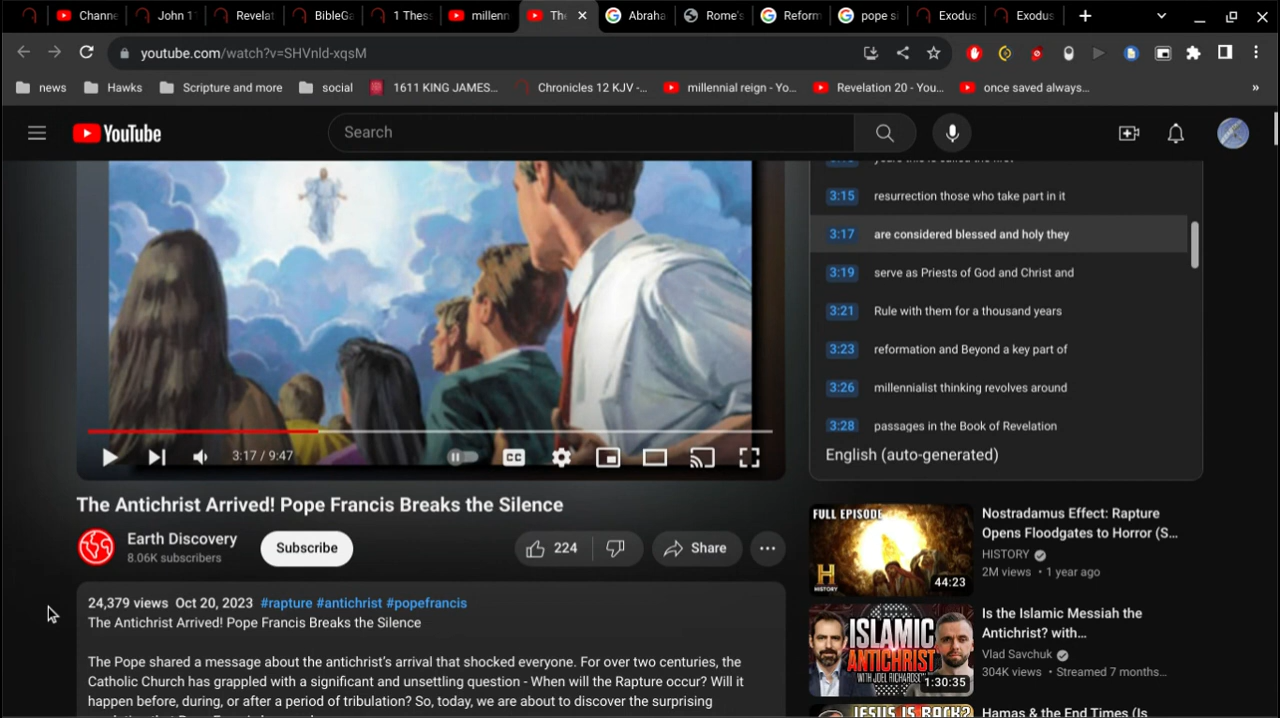 Channe
John 1
Revelat
BibleGa
1 Thess
millenn
The
Abraha
Rome's
Reform
pope si
Exodus
Exodus
youtube.com/watch?v=SHVnld-xqsM
news
Hawks
Scripture and more
social
1611 KING JAMES...
Chronicles 12 KJV -...
millennial reign - Yo...
Revelation 20 - You...
once saved always...
»
YouTube
Search
3:15 resurrection those who take part in it
3:17 are considered blessed and holy they
3:19 serve as Priests of God and Christ and
3:21 Rule with them for a thousand years
3:23 reformation and Beyond a key part of
3:26 millennialist thinking revolves around
3:28 passages in the Book of Revelation
English (auto-generated)
3:17 / 9:47
CC
The Antichrist Arrived! Pope Francis Breaks the Silence
Earth Discovery
8.06K subscribers
Subscribe
224
Share
24,379 views Oct 20, 2023 #rapture #antichrist #popefrancis
The Antichrist Arrived! Pope Francis Breaks the Silence
The Pope shared a message about the antichrist's arrival that shocked everyone. For over two centuries, the
Catholic Church has grappled with a significant and unsettling question - When will the Rapture occur? Will it
happen before, during, or after a period of tribulation? So, today, we are about to discover the surprising
FULL EPISODE
H
HISTORY
44:23
Nostradamus Effect: Rapture
Opens Floodgates to Horror (S...
HISTORY
2M views • 1 year ago
ISLAMIC
ANTICHRIST
WITH JOEL RICHARDSON
1:30:35
Is the Islamic Messiah the
Antichrist? with...
Vlad Savchuk
304K views • Streamed 7 months...
JESUS IS BACK?
Hamas & the End Times (Is